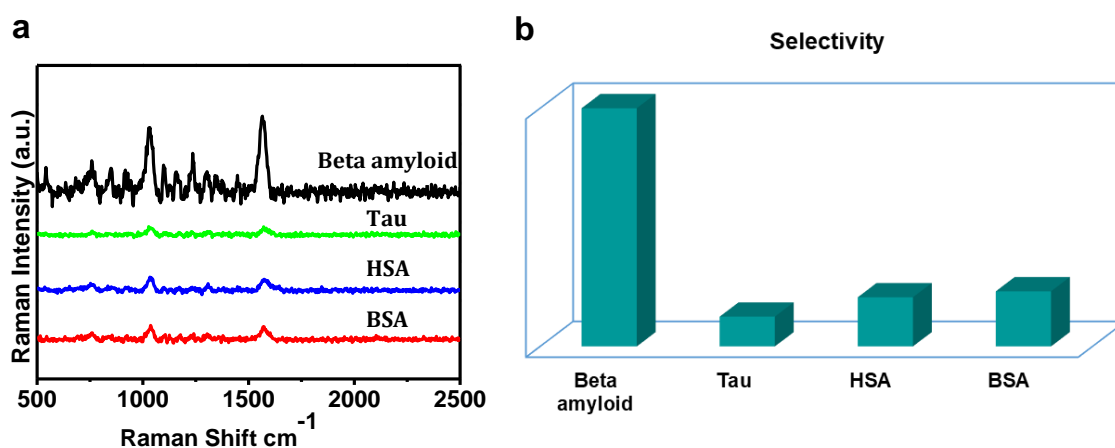 a
Raman Intensity (a.u.)
Beta amyloid
Tau
HSA
BSA
500 1000 1500 2000 2500
Raman Shift cm-1
b
Selectivity
Beta amyloid
Tau
HSA
BSA